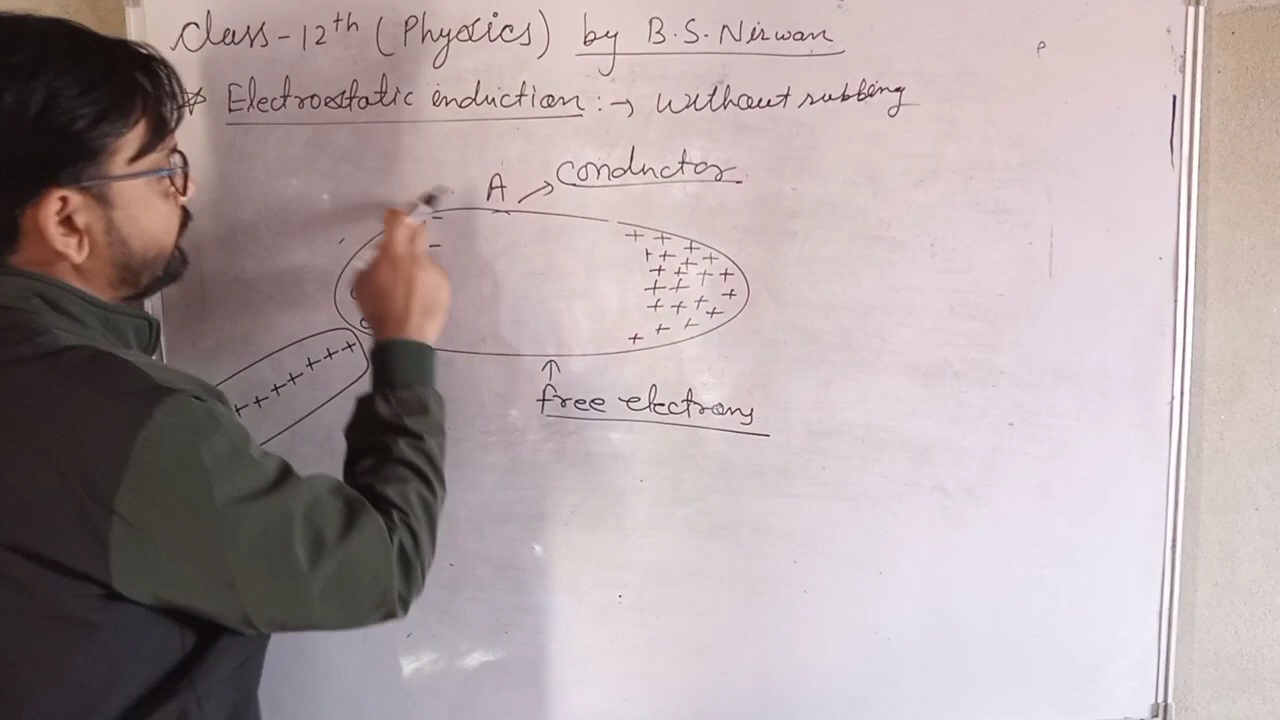 Class-12th (Physics) by B.S. Nirwan
* Electrostatic induction :→ Without rubbing
A → Conductor
− + + +
+ + + +
− + + + +
+ + +
+ + + +
+ + +
+
+ + + + + + +
↑
free electrons